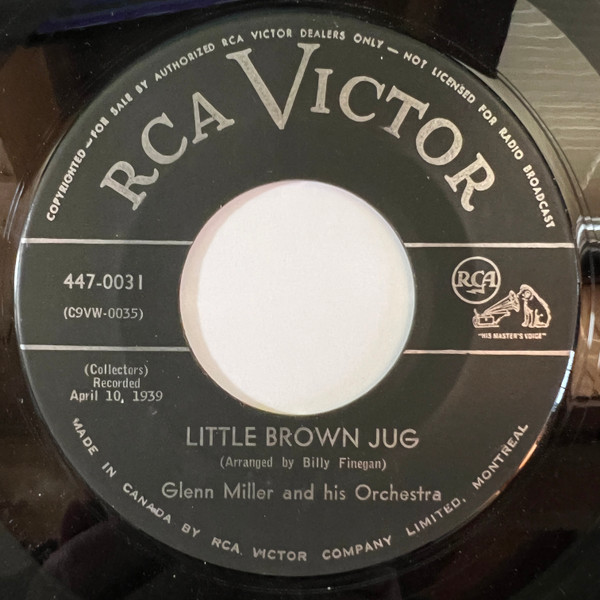 COPYRIGHTED — FOR SALE BY AUTHORIZED RCA VICTOR DEALERS ONLY — NOT LICENSED FOR RADIO BROADCAST
RCA VICTOR
447-0031
(C9VW-0035)
RCA
"HIS MASTER'S VOICE"
(Collectors)
Recorded
April 10, 1939
LITTLE BROWN JUG
(Arranged by Billy Finegan)
Glenn Miller and his Orchestra
MADE IN CANADA BY RCA VICTOR COMPANY LIMITED, MONTREAL